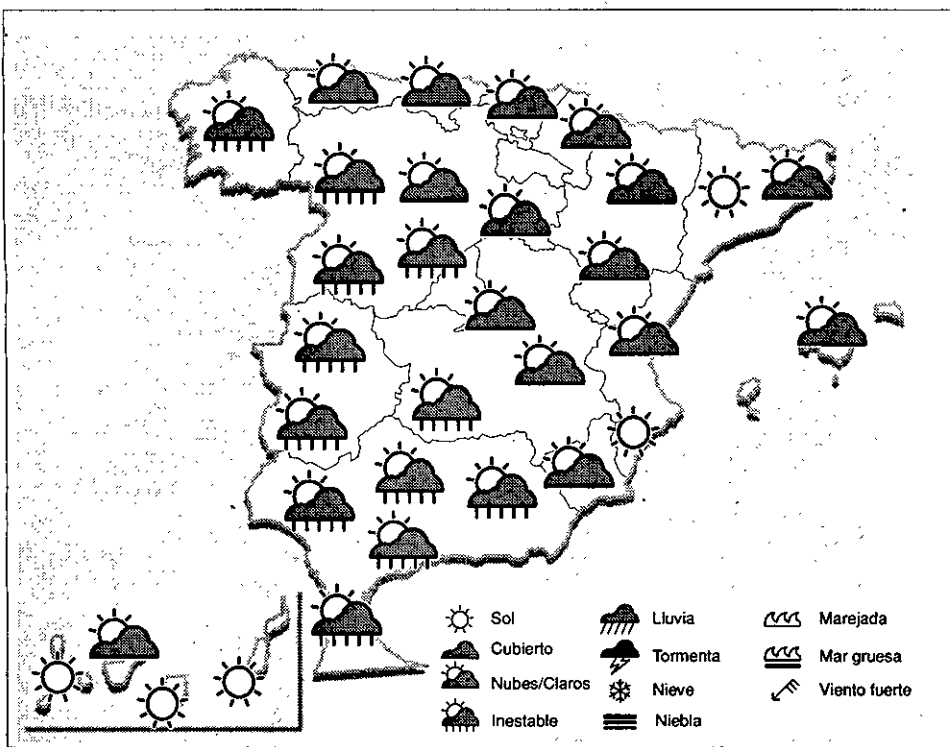 Sol
Cubierto
Nubes/Claros
Inestable
Lluvia
Tormenta
Nieve
Niebla
Marejada
Mar gruesa
Viento fuerte